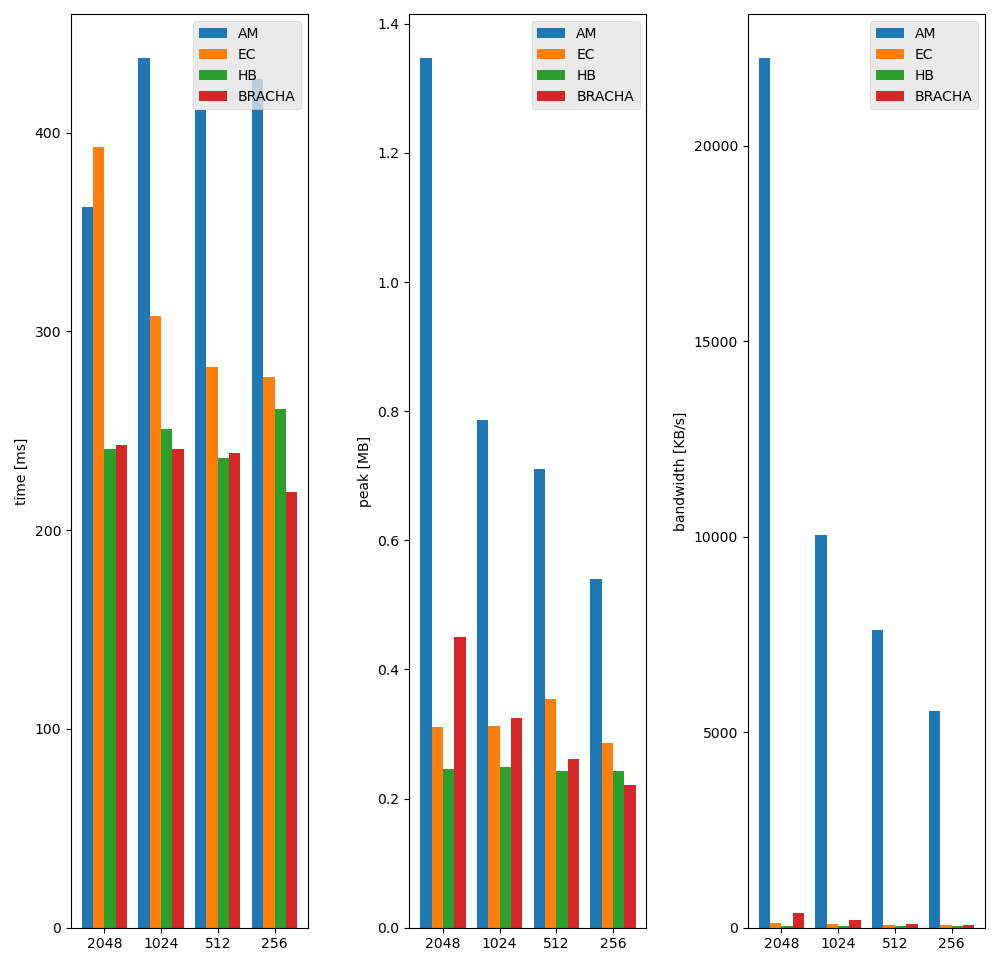 AM
EC
HB
BRACHA
400
300
200
100
0
time [ms]
2048 1024 512 256
AM
EC
HB
BRACHA
1.4
1.2
1.0
0.8
0.6
0.4
0.2
0.0
peak [MB]
2048 1024 512 256
AM
EC
HB
BRACHA
20000
15000
10000
5000
0
bandwidth [KB/s]
2048 1024 512 256